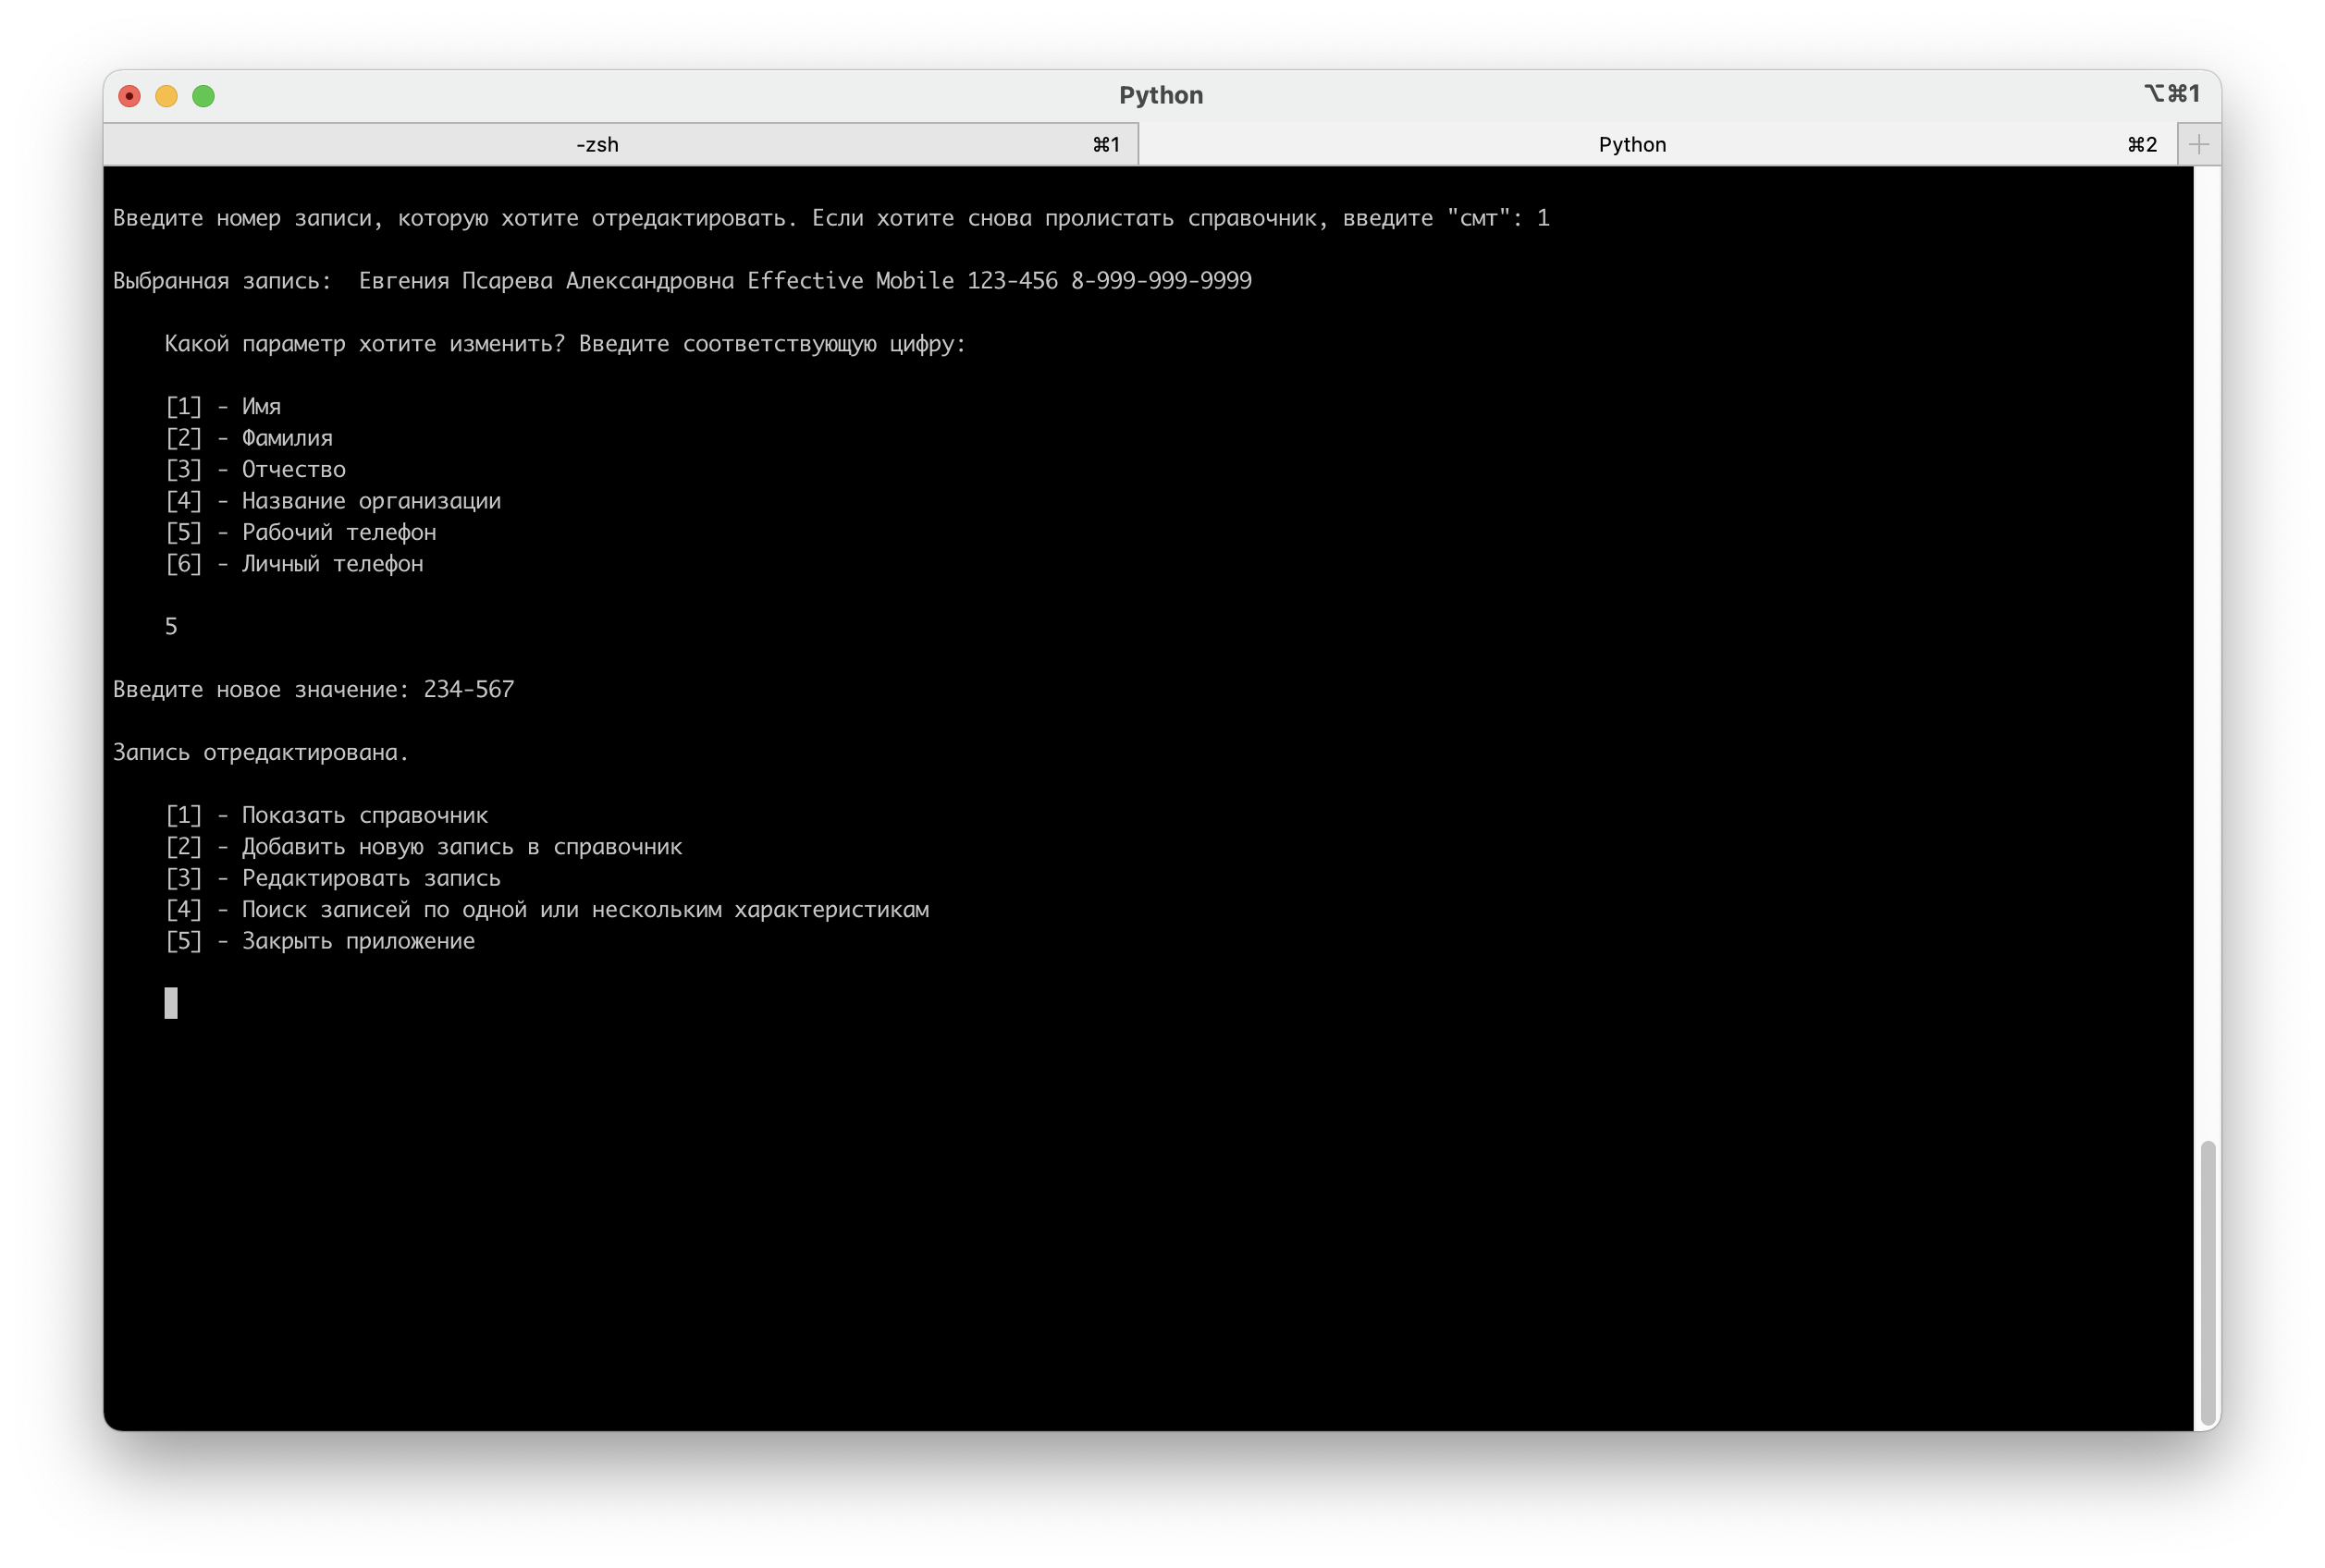 Python
⌥⌘1
-zsh ⌘1 Python ⌘2
Введите номер записи, которую хотите отредактировать. Если хотите снова пролистать справочник, введите "смт": 1
Выбранная запись:  Евгения Псарева Александровна Effective Mobile 123-456 8-999-999-9999
Какой параметр хотите изменить? Введите соответствующую цифру:
[1] - Имя
[2] - Фамилия
[3] - Отчество
[4] - Название организации
[5] - Рабочий телефон
[6] - Личный телефон
5
Введите новое значение: 234-567
Запись отредактирована.
[1] - Показать справочник
[2] - Добавить новую запись в справочник
[3] - Редактировать запись
[4] - Поиск записей по одной или нескольким характеристикам
[5] - Закрыть приложение